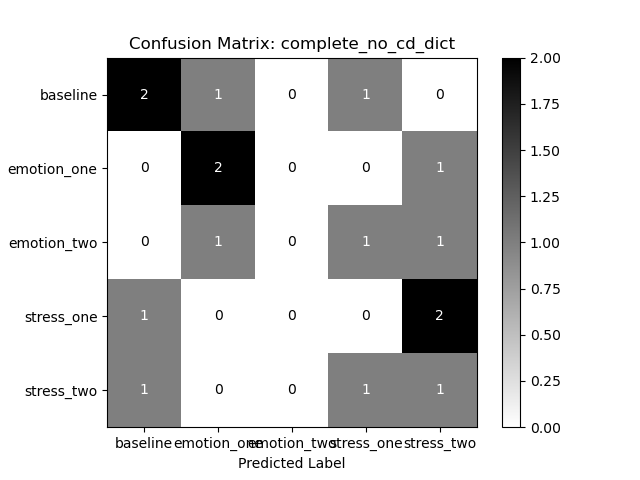 Confusion Matrix: complete_no_cd_dict
baseline 2 1 0 1 0
emotion_one 0 2 0 0 1
emotion_two 0 1 0 1 1
stress_one 1 0 0 0 2
stress_two 1 0 0 1 1
baseline emotion_one emotion_two stress_one stress_two
Predicted Label
2.00
1.75
1.50
1.25
1.00
0.75
0.50
0.25
0.00